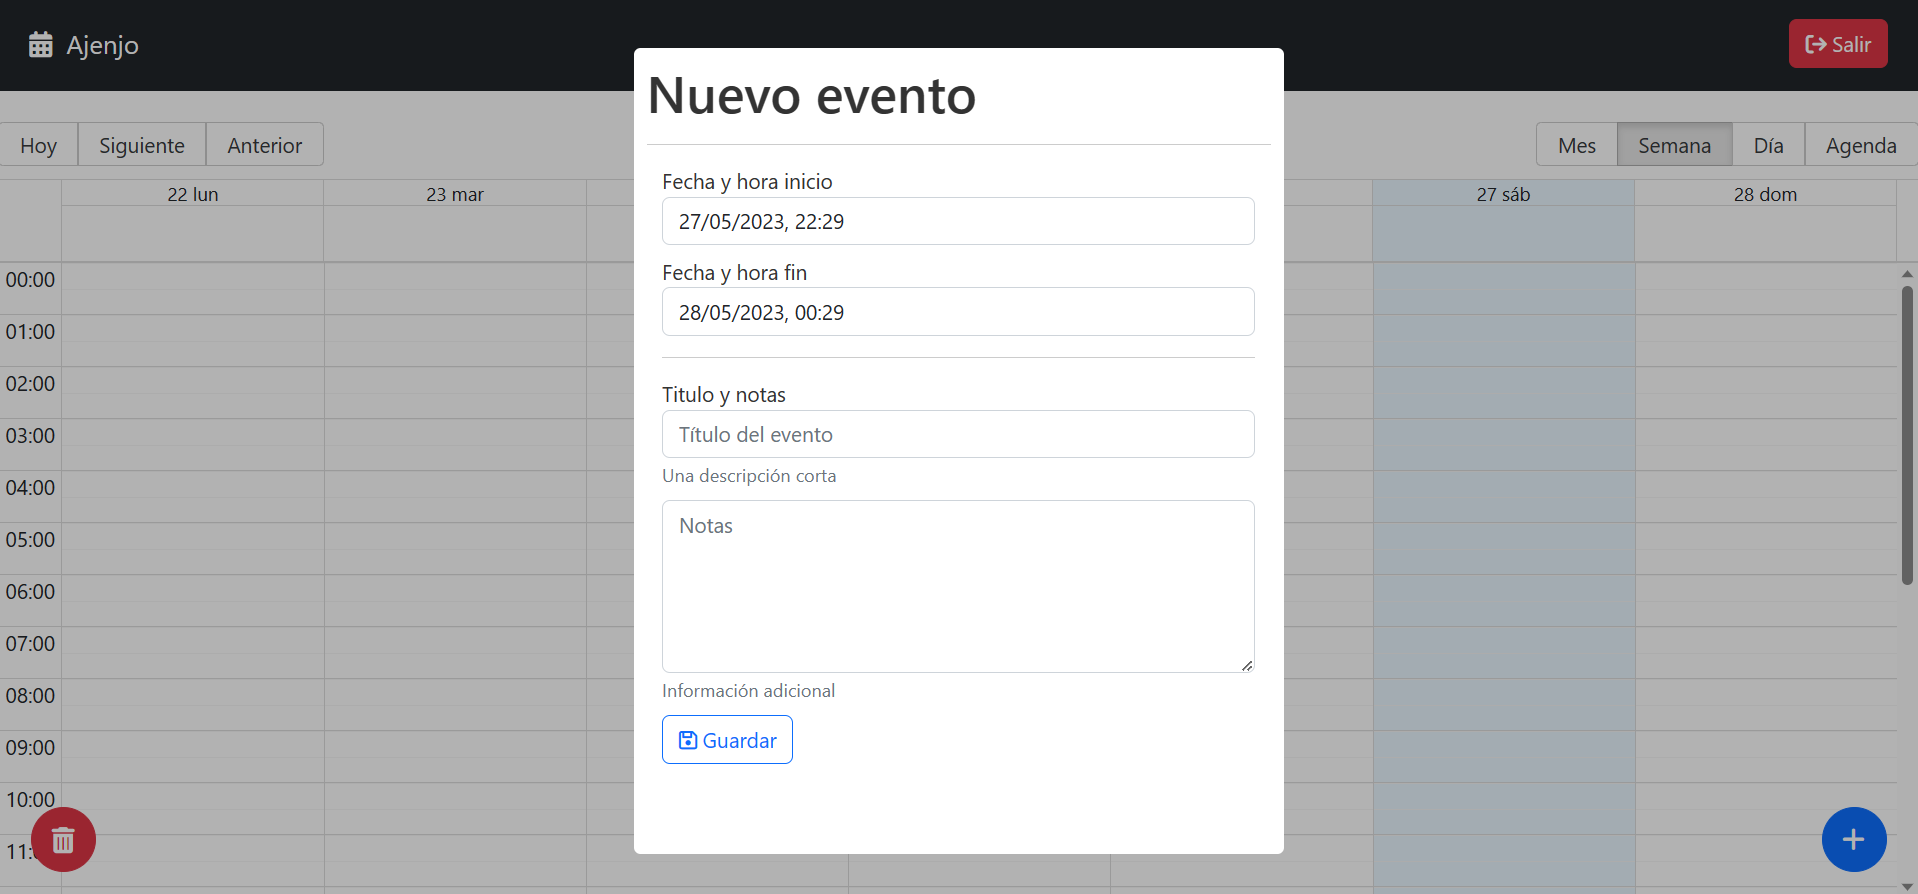 Ajenjo
Salir
Nuevo evento
Hoy
Siguiente
Anterior
Mes
Semana
Día
Agenda
22 lun
23 mar
27 sáb
28 dom
Fecha y hora inicio
27/05/2023, 22:29
Fecha y hora fin
28/05/2023, 00:29
Titulo y notas
Título del evento
Una descripción corta
Notas
Información adicional
Guardar
00:00
01:00
02:00
03:00
04:00
05:00
06:00
07:00
08:00
09:00
10:00
11: